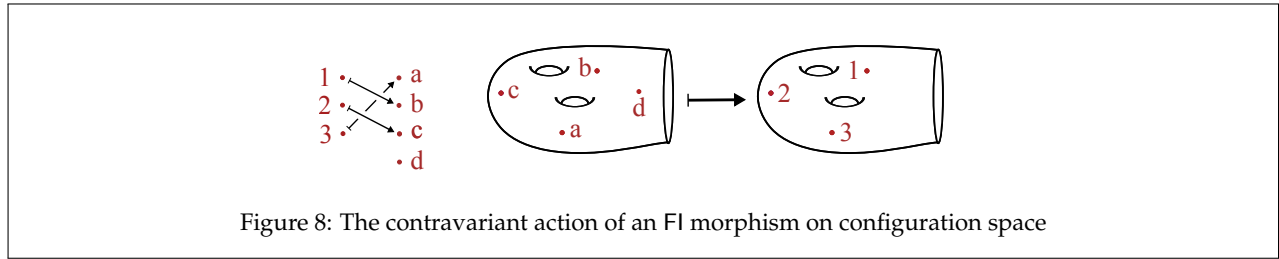 1 a
2 b
3 c
d
b
c
d
a
1
2
3
Figure 8: The contravariant action of an FI morphism on configuration space